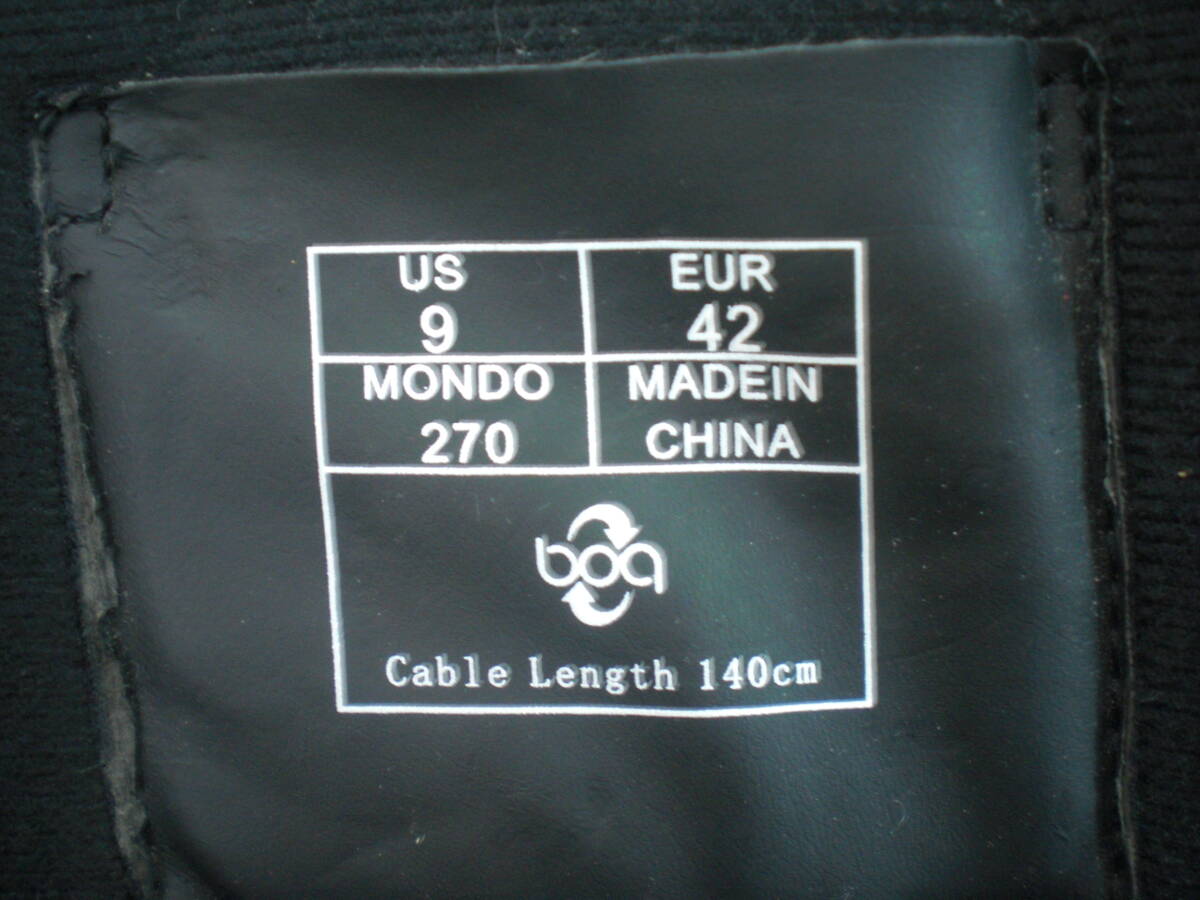 US EUR
9 42
MONDO MADEIN
270 CHINA
boa
Cable Length 140cm